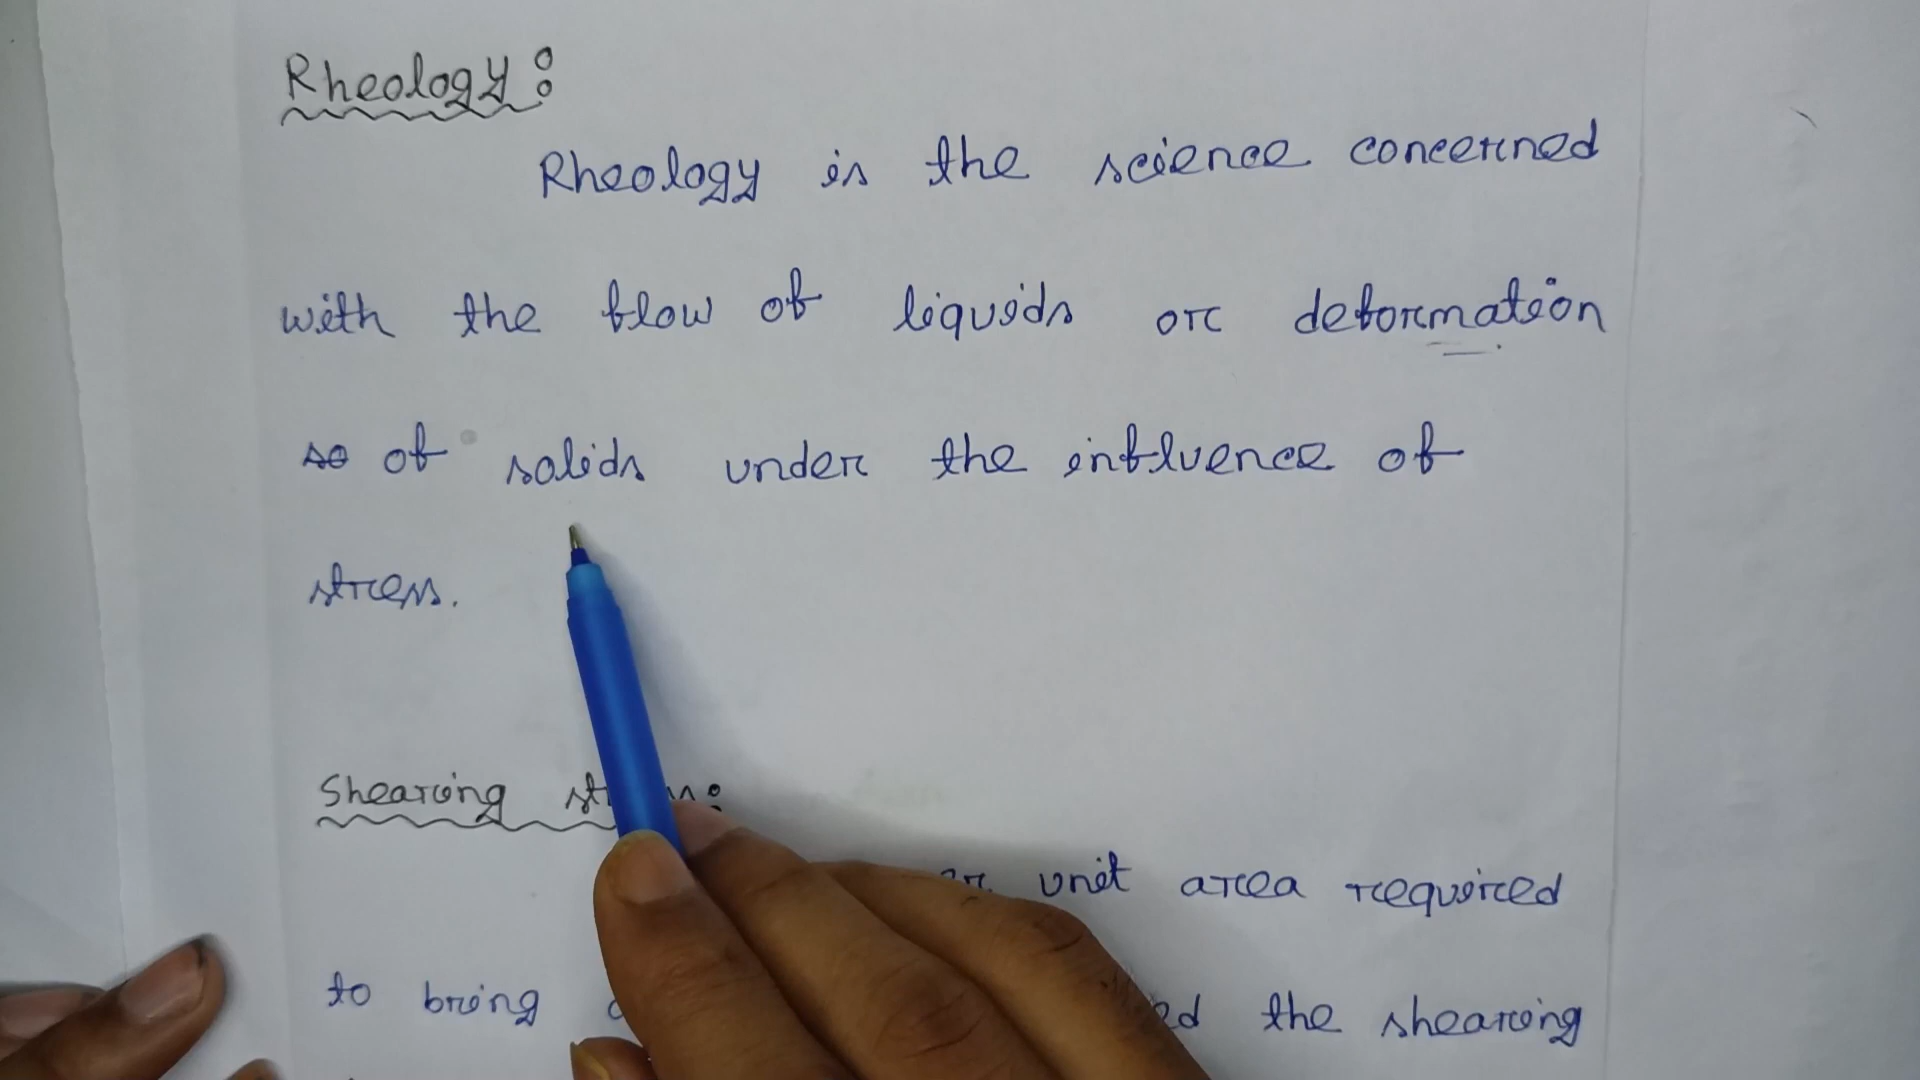 Rheology:
Rheology is the science concerned
with the flow of liquids or deformation
so of solids under the influence of
stress.
Shearing
unit area required
to bring the shearing